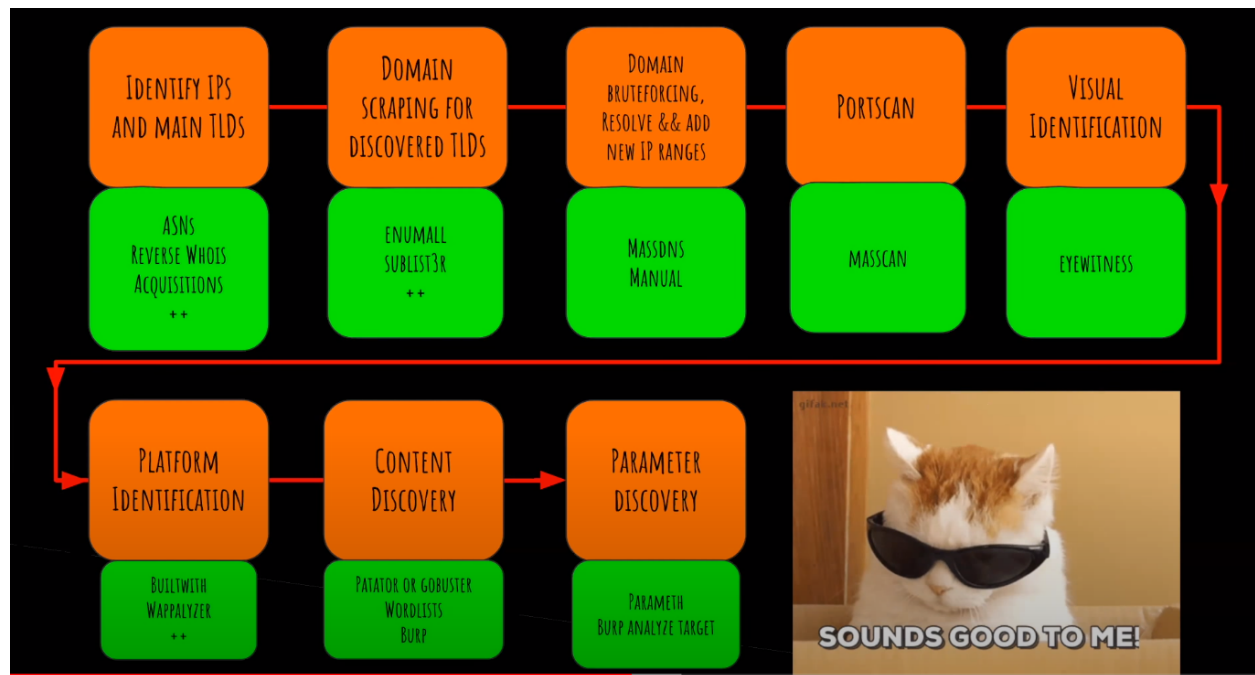 IDENTIFY IPS
AND MAIN TLDS
DOMAIN
SCRAPING FOR
DISCOVERED TLDS
DOMAIN
BRUTEFORCING,
RESOLVE && ADD
NEW IP RANGES
PORTSCAN
VISUAL
IDENTIFICATION
ASNS
REVERSE WHOIS
ACQUISITIONS
++
ENUMALL
SUBLIST3R
++
MASSDNS
MANUAL
MASSCAN
EYEWITNESS
PLATFORM
IDENTIFICATION
CONTENT
DISCOVERY
PARAMETER
DISCOVERY
BUILTWITH
WAPPALYZER
++
PATATOR OR GOBUSTER
WORDLISTS
BURP
PARAMETH
BURP ANALYZE TARGET
gifak.net
SOUNDS GOOD TO ME!